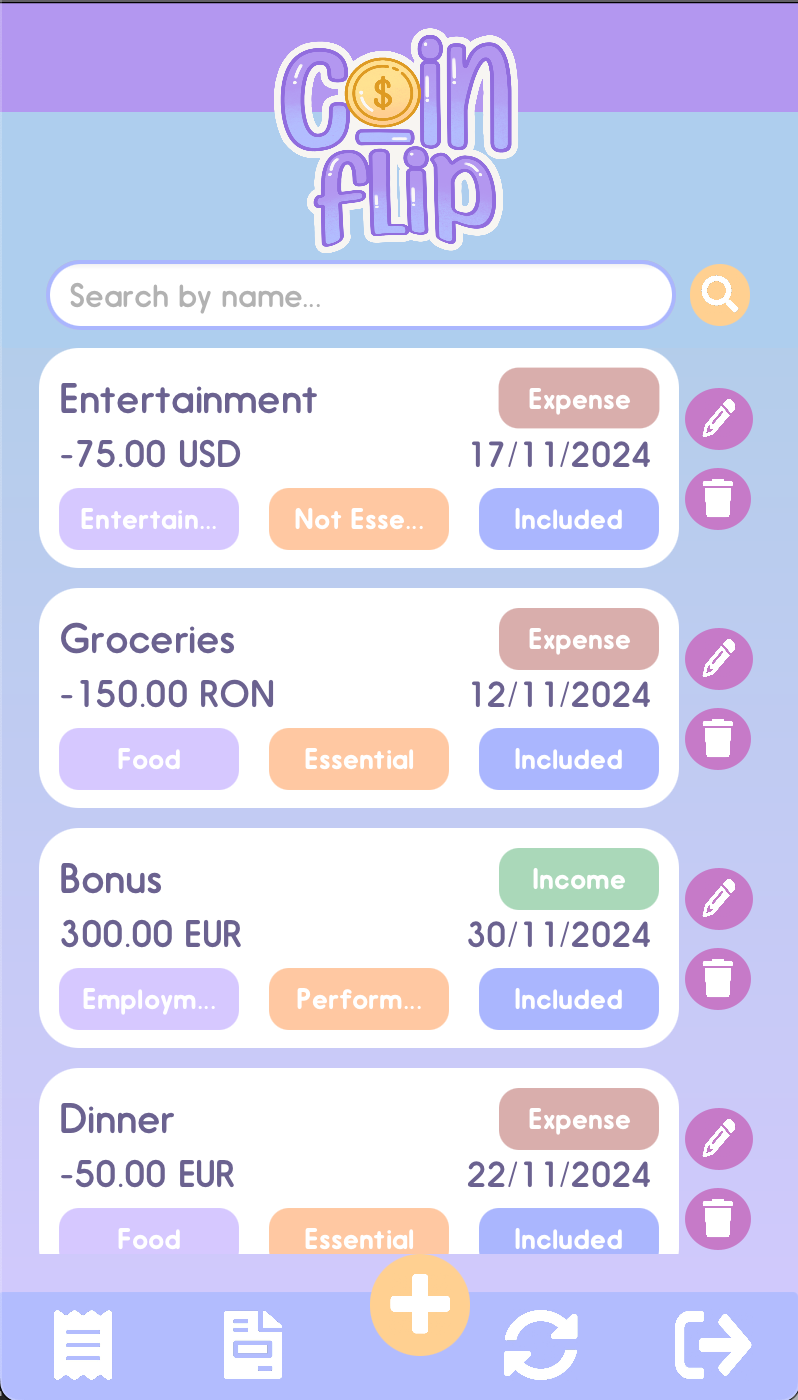 Coin
flip
Search by name...
Entertainment Expense
-75.00 USD 17/11/2024
Entertain... Not Esse... Included
Groceries Expense
-150.00 RON 12/11/2024
Food Essential Included
Bonus Income
300.00 EUR 30/11/2024
Employm... Perform... Included
Dinner Expense
-50.00 EUR 22/11/2024
Food Essential Included